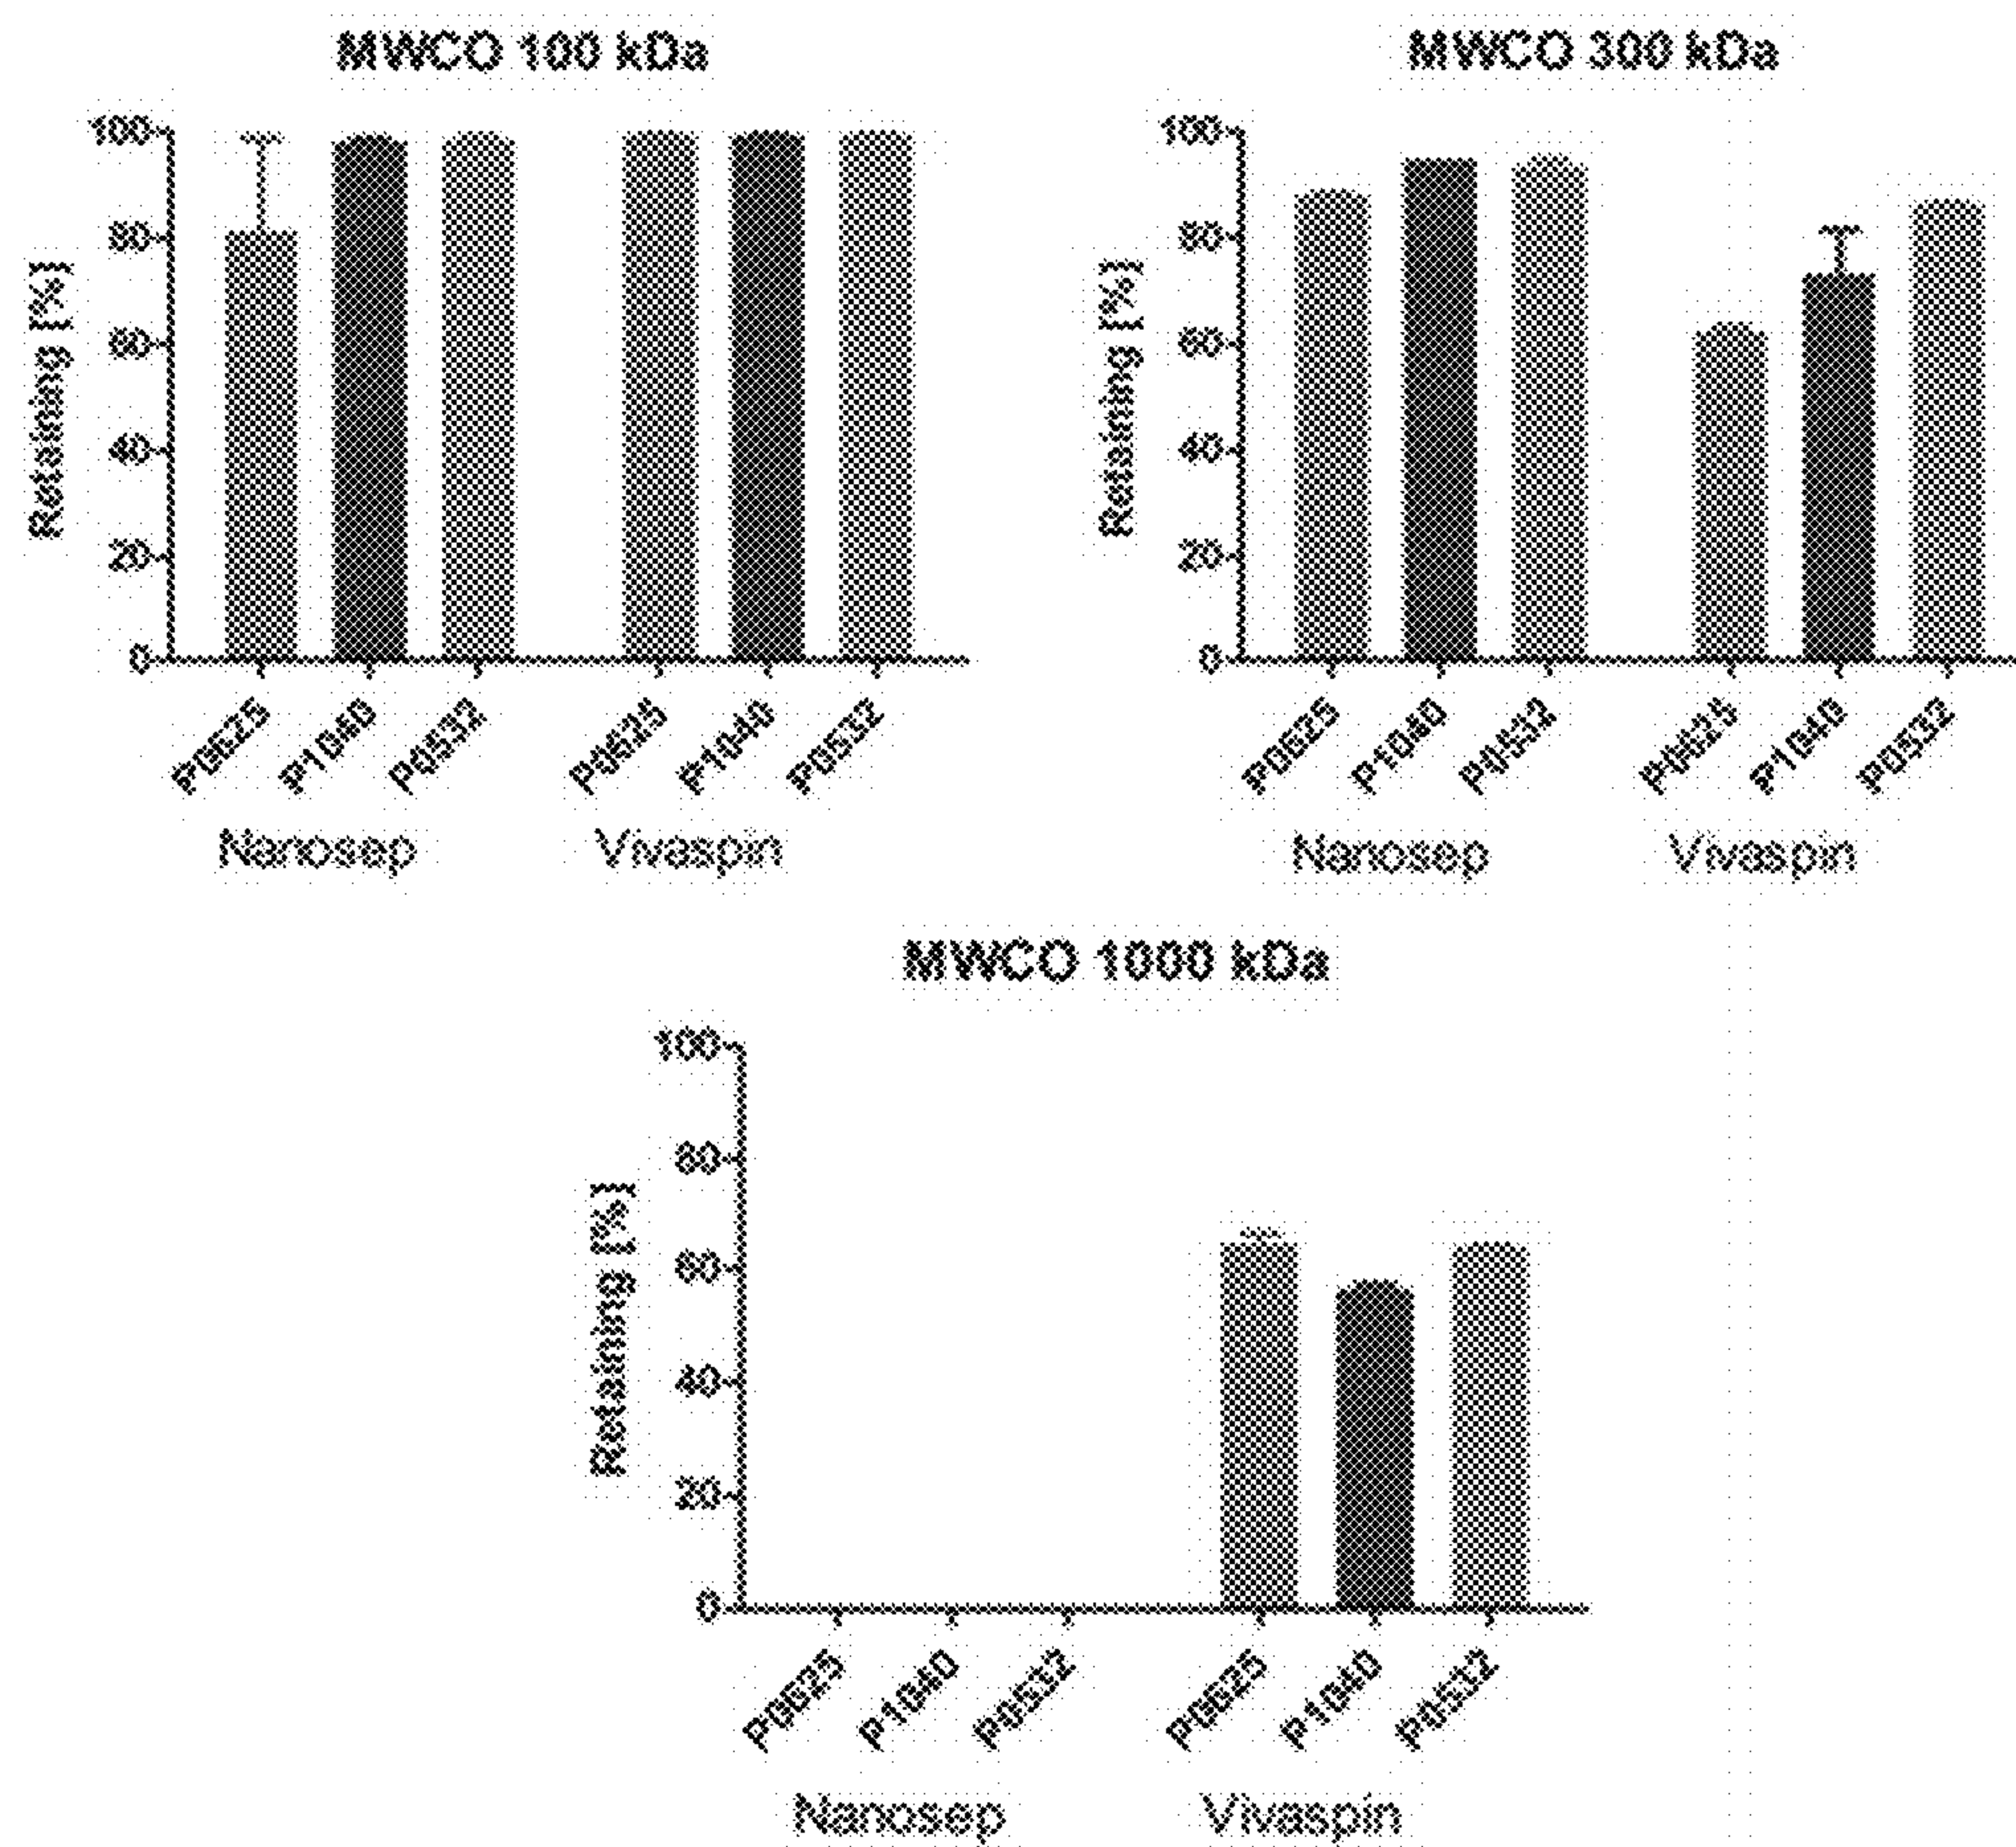 MWCO 100 kDa
Retaining [%]
100
80
60
40
20
0
P0625 P1040 P0532 P0625 P1040 P0532
Nanosep Vivaspin
MWCO 300 kDa
Retaining [%]
100
80
60
40
20
0
P0625 P1040 P0532 P0625 P1040 P0532
Nanosep Vivaspin
MWCO 1000 kDa
Retaining [%]
100
80
60
40
20
0
P0625 P1040 P0532 P0625 P1040 P0532
Nanosep Vivaspin